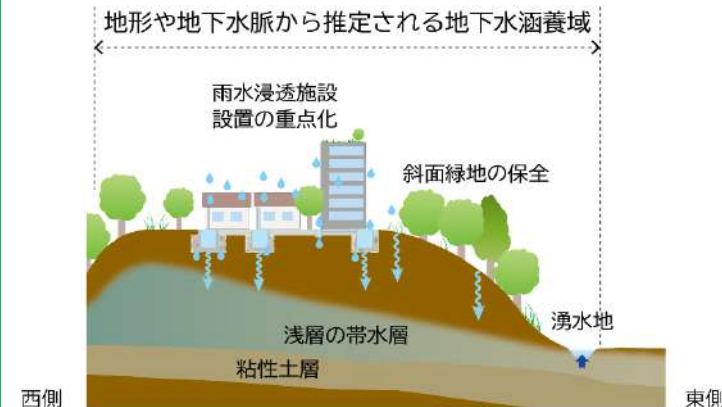 地形や地下水脈から推定される地下水涵養域
雨水浸透施設
設置の重点化
斜面緑地の保全
湧水地
浅層の帯水層
粘性土層
西側
東側